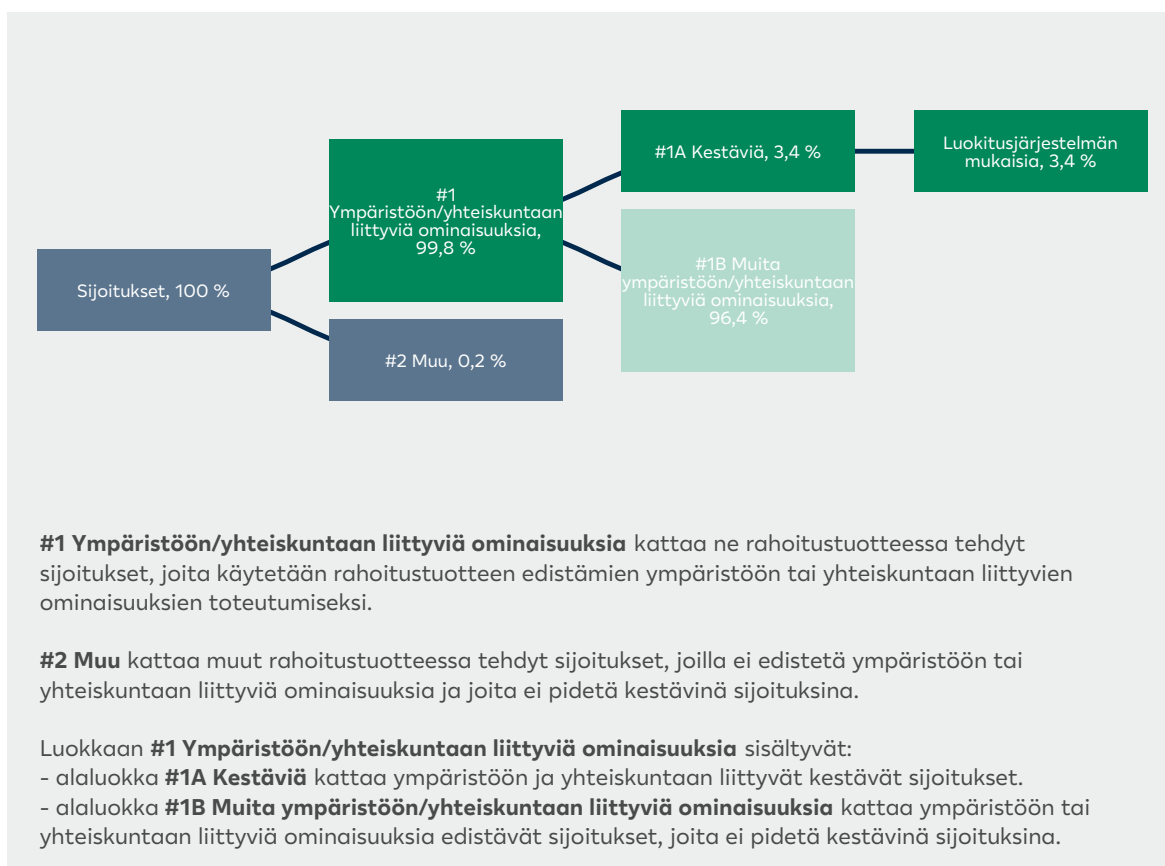 #1A Kestäviä, 3,4 %
Luokitusjärjestelmän
mukaisia, 3,4 %
#1
Ympäristöön/yhteiskuntaan
liittyviä ominaisuuksia,
99,8 %
Sijoitukset, 100 %
#1B Muita
ympäristöön/yhteiskuntaan
liittyviä ominaisuuksia,
96,4 %
#2 Muu, 0,2 %
#1 Ympäristöön/yhteiskuntaan liittyviä ominaisuuksia kattaa ne rahoitustuotteessa tehdyt
sijoitukset, joita käytetään rahoitustuotteen edistämien ympäristöön tai yhteiskuntaan liittyvien
ominaisuuksien toteutumiseksi.
#2 Muu kattaa muut rahoitustuotteessa tehdyt sijoitukset, joilla ei edistetä ympäristöön tai
yhteiskuntaan liittyviä ominaisuuksia ja joita ei pidetä kestävinä sijoituksina.
Luokkaan #1 Ympäristöön/yhteiskuntaan liittyviä ominaisuuksia sisältyvät:
- alaluokka #1A Kestäviä kattaa ympäristöön ja yhteiskuntaan liittyvät kestävät sijoitukset.
- alaluokka #1B Muita ympäristöön/yhteiskuntaan liittyviä ominaisuuksia kattaa ympäristöön tai
yhteiskuntaan liittyviä ominaisuuksia edistävät sijoitukset, joita ei pidetä kestävinä sijoituksina.